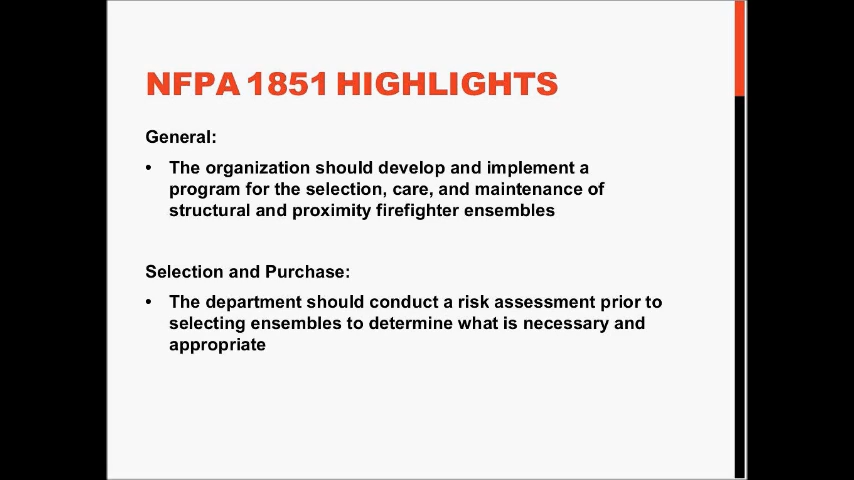 NFPA 1851 HIGHLIGHTS
General:
• The organization should develop and implement a
program for the selection, care, and maintenance of
structural and proximity firefighter ensembles
Selection and Purchase:
• The department should conduct a risk assessment prior to
selecting ensembles to determine what is necessary and
appropriate